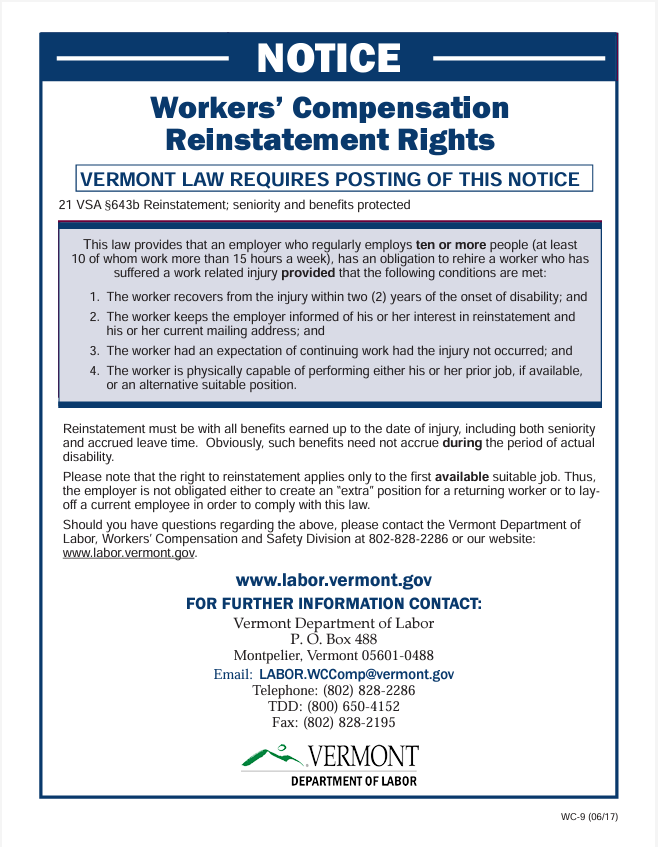 NOTICE
Workers’ Compensation
Reinstatement Rights
VERMONT LAW REQUIRES POSTING OF THIS NOTICE
21 VSA §643b Reinstatement; seniority and benefits protected
This law provides that an employer who regularly employs ten or more people (at least
10 of whom work more than 15 hours a week), has an obligation to rehire a worker who has
suffered a work related injury provided that the following conditions are met:
1. The worker recovers from the injury within two (2) years of the onset of disability; and
2. The worker keeps the employer informed of his or her interest in reinstatement and
his or her current mailing address; and
3. The worker had an expectation of continuing work had the injury not occurred; and
4. The worker is physically capable of performing either his or her prior job, if available,
or an alternative suitable position.
Reinstatement must be with all benefits earned up to the date of injury, including both seniority
and accrued leave time. Obviously, such benefits need not accrue during the period of actual
disability.
Please note that the right to reinstatement applies only to the first available suitable job. Thus,
the employer is not obligated either to create an “extra” position for a returning worker or to lay-
off a current employee in order to comply with this law.
Should you have questions regarding the above, please contact the Vermont Department of
Labor, Workers’ Compensation and Safety Division at 802-828-2286 or our website:
www.labor.vermont.gov.
www.labor.vermont.gov
FOR FURTHER INFORMATION CONTACT:
Vermont Department of Labor
P. O. Box 488
Montpelier, Vermont 05601-0488
Email: LABOR.WCComp@vermont.gov
Telephone: (802) 828-2286
TDD: (800) 650-4152
Fax: (802) 828-2195
VERMONT
DEPARTMENT OF LABOR
WC-9 (06/17)